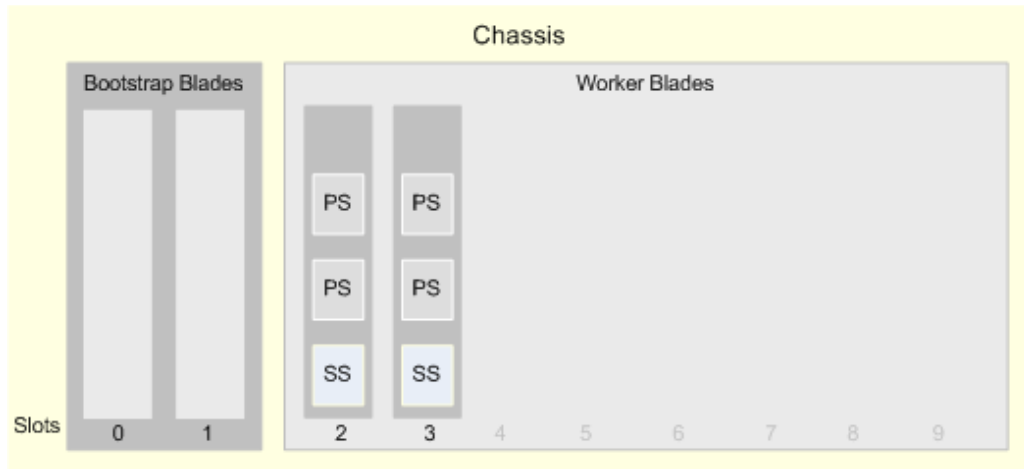 Chassis
Bootstrap Blades
Worker Blades
PS PS
PS PS
SS SS
Slots 0 1 2 3 4 5 6 7 8 9